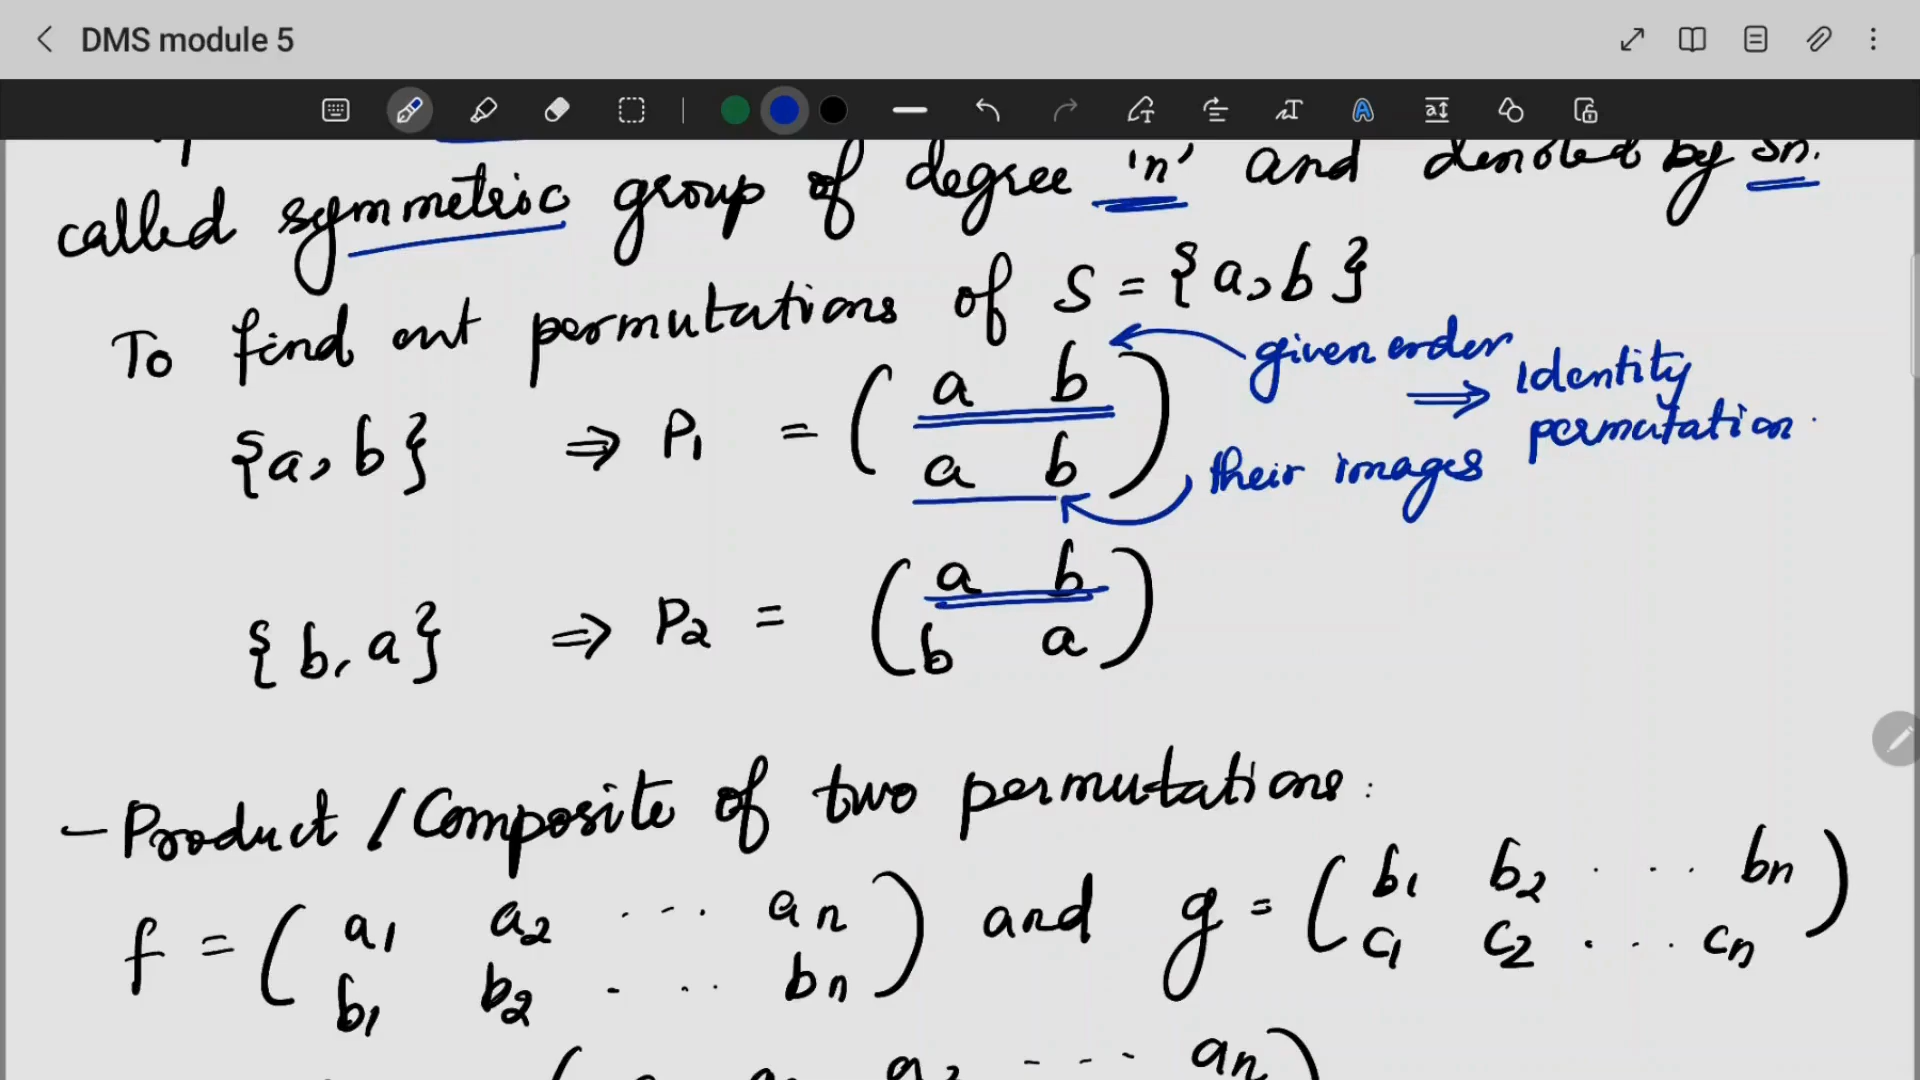 DMS module 5
called symmetric group of degree 'n' and denoted by Sn.
To find out permutations of S = {a, b}
{a, b} ⇒ P1 = ( a b
a b )
given order
⇒ Identity permutation.
their images
{b, a} ⇒ P2 = ( a b
b a )
- Product / Composite of two permutations:
f = ( a1 a2 ... an
b1 b2 ... bn ) and g = ( b1 b2 ... bn
c1 c2 ... cn )
a2 ... an